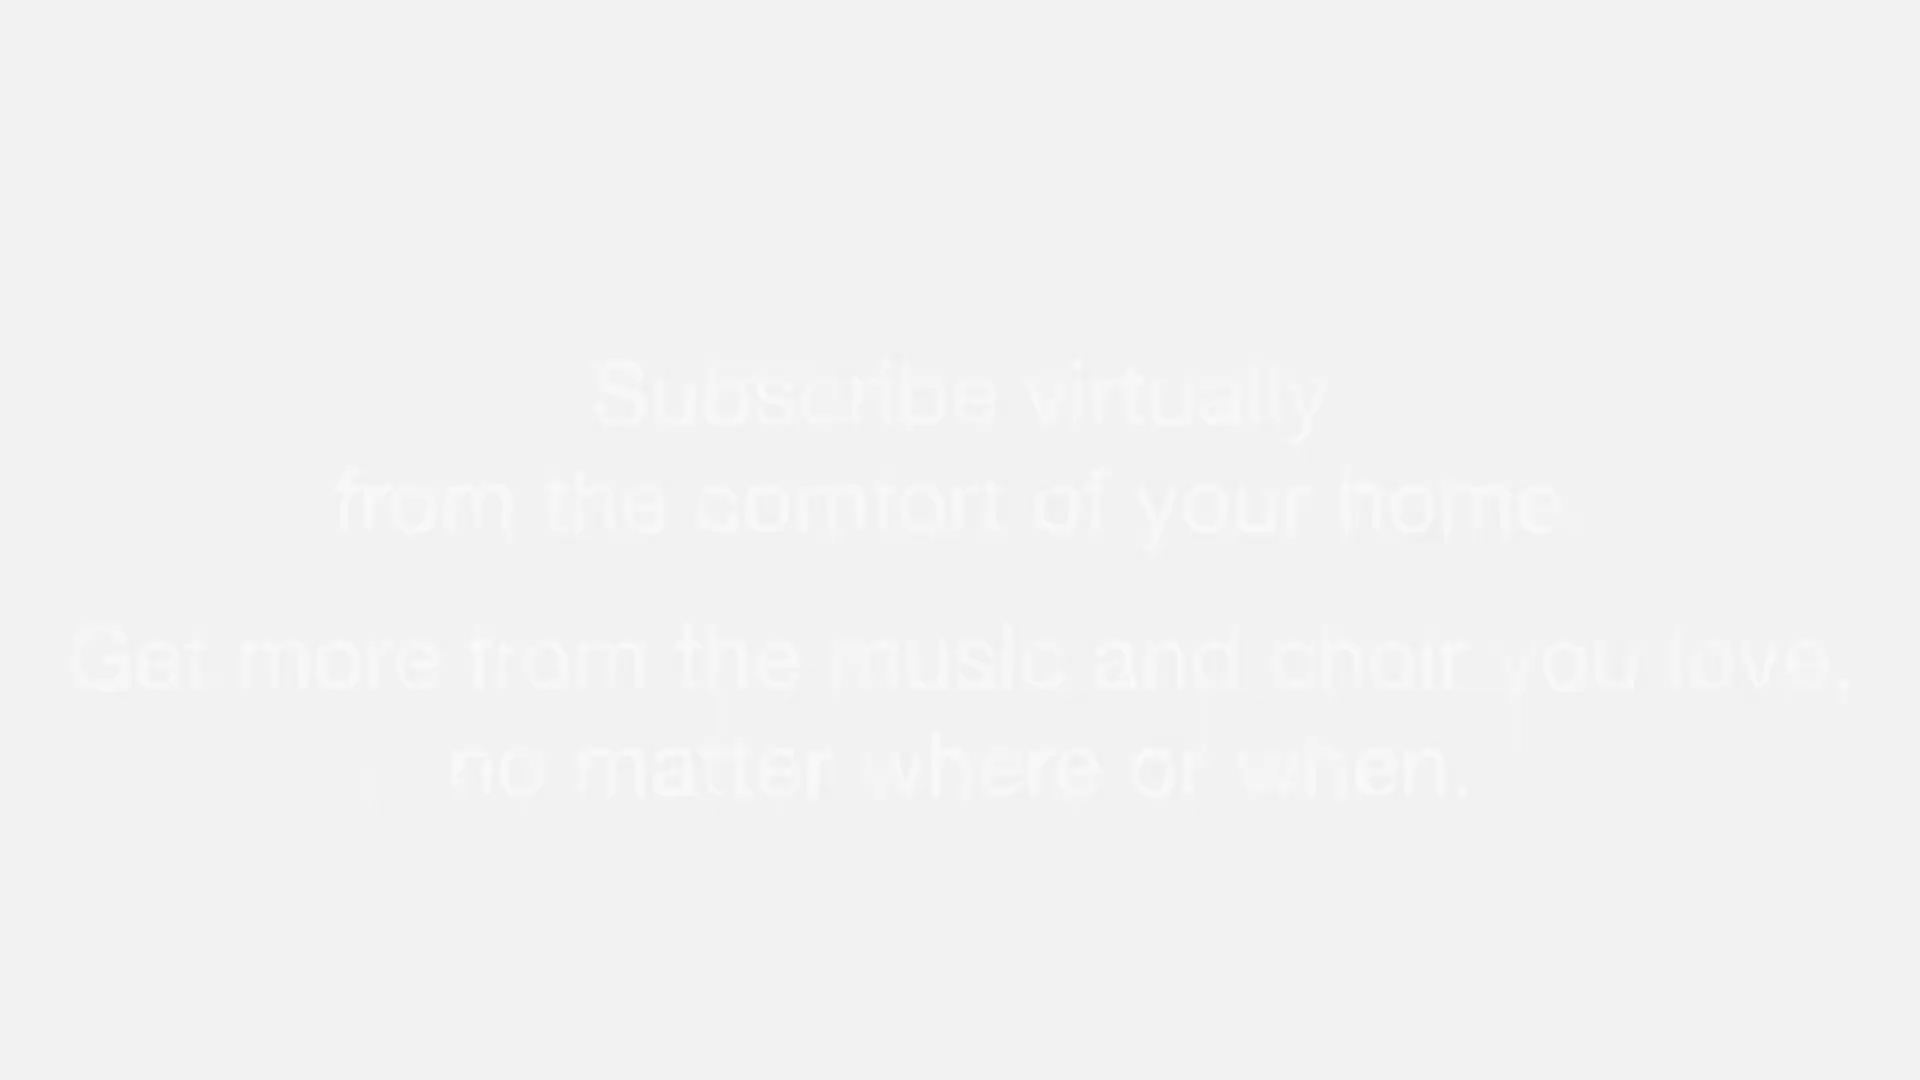 Subscribe virtually
from the comfort of your home.
Get more from the music and choir you love,
no matter where or when.